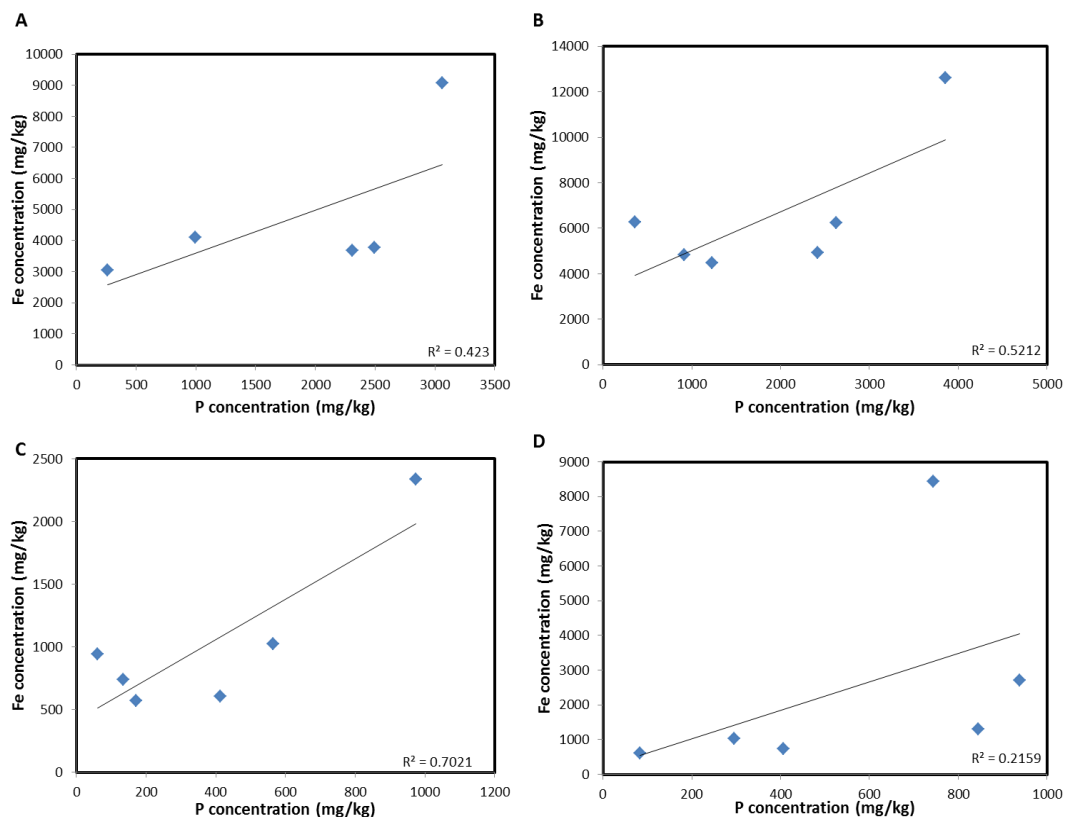 A
Fe concentration (mg/kg)
10000
9000
8000
7000
6000
5000
4000
3000
2000
1000
0
R² = 0.423
0 500 1000 1500 2000 2500 3000 3500
P concentration (mg/kg)
B
Fe concentration (mg/kg)
14000
12000
10000
8000
6000
4000
2000
0
R² = 0.5212
0 1000 2000 3000 4000 5000
P concentration (mg/kg)
C
Fe concentration (mg/kg)
2500
2000
1500
1000
500
0
R² = 0.7021
0 200 400 600 800 1000 1200
P concentration (mg/kg)
D
Fe concentration (mg/kg)
9000
8000
7000
6000
5000
4000
3000
2000
1000
0
R² = 0.2159
0 200 400 600 800 1000
P concentration (mg/kg)